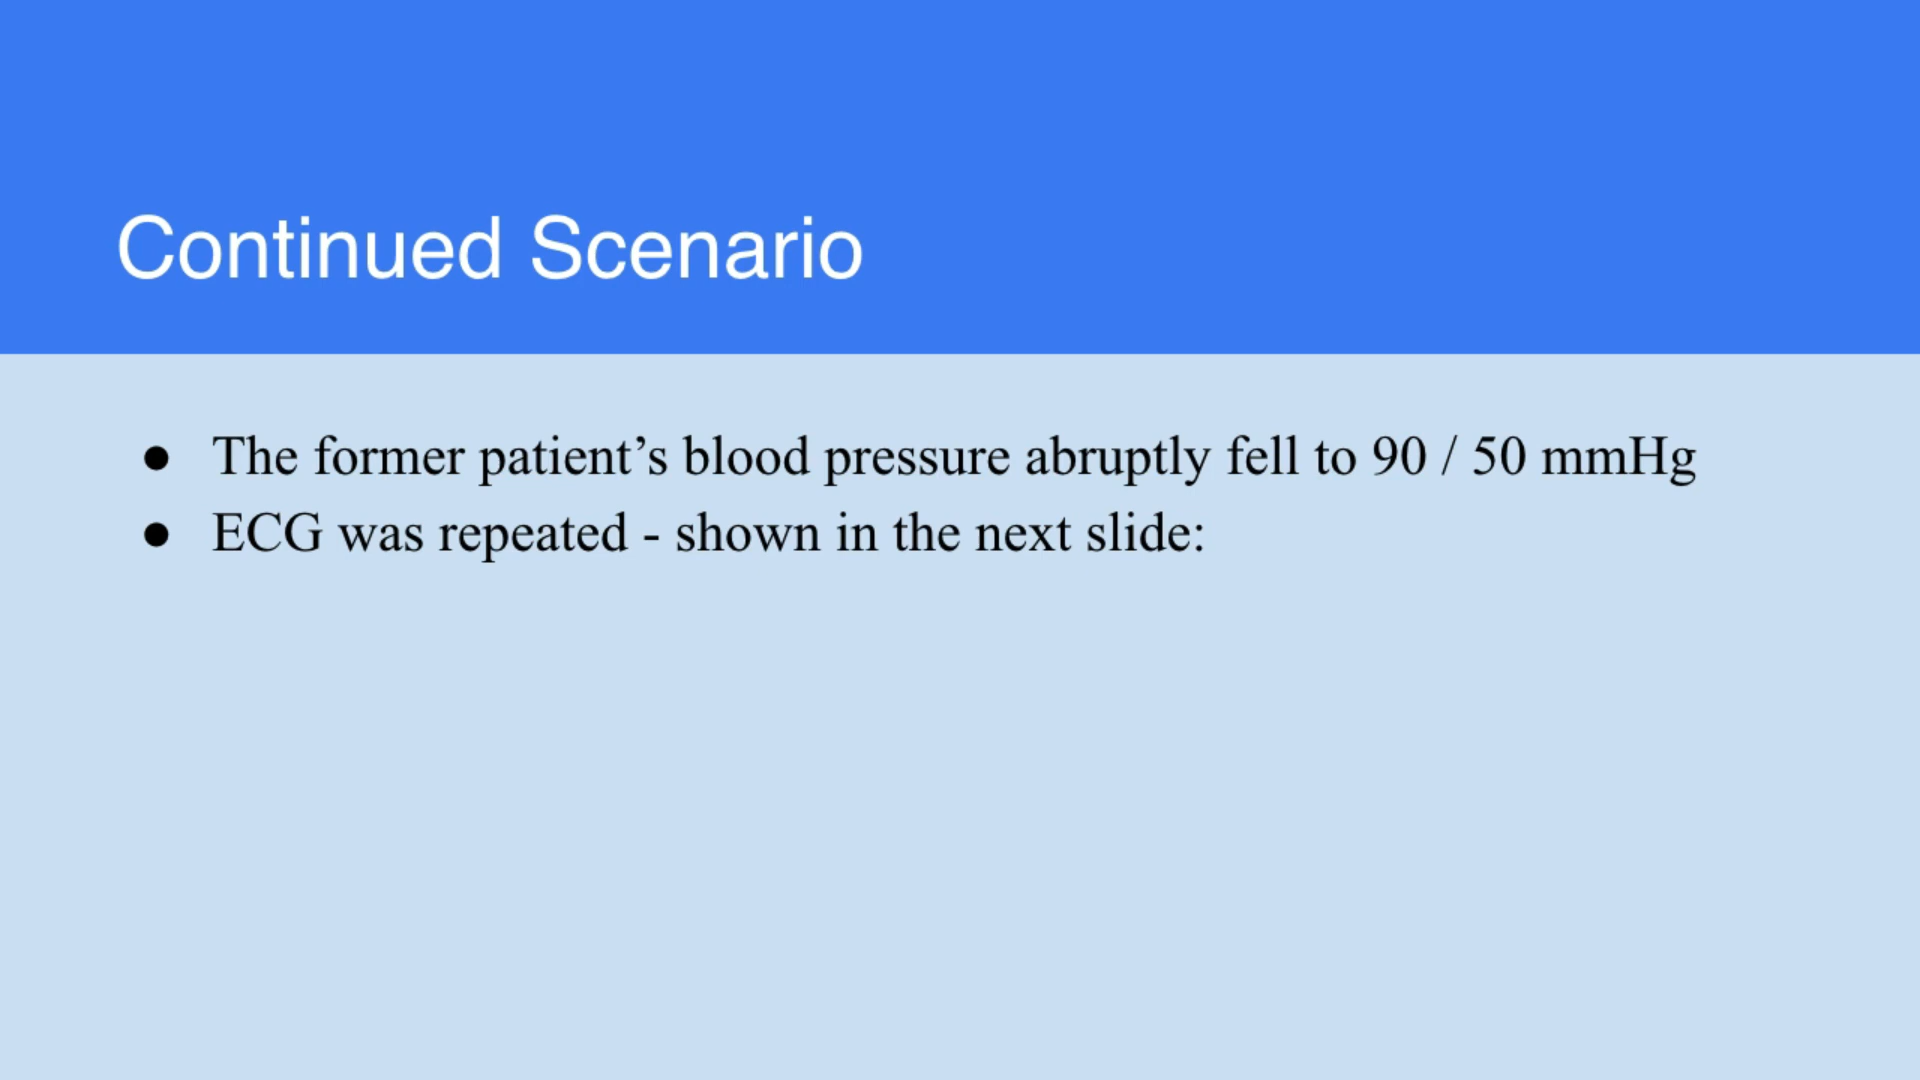 Continued Scenario
● The former patient’s blood pressure abruptly fell to 90 / 50 mmHg
● ECG was repeated - shown in the next slide: